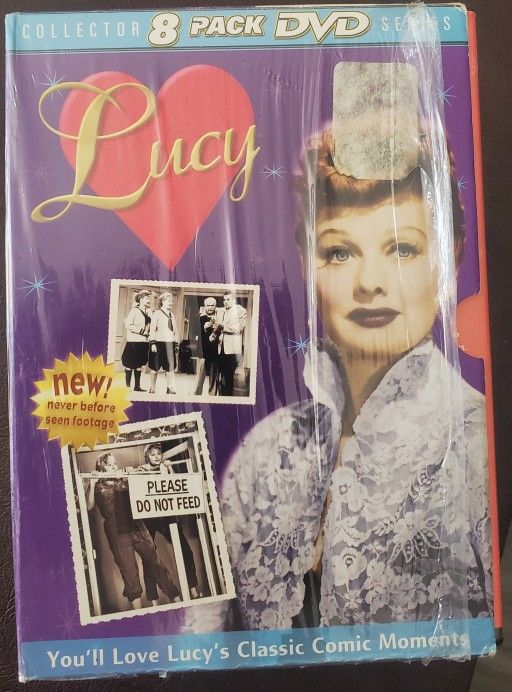 COLLECTOR 8 PACK DVD SERIES
Lucy
new!
never before
seen footage
PLEASE
DO NOT FEED
You'll Love Lucy's Classic Comic Moments